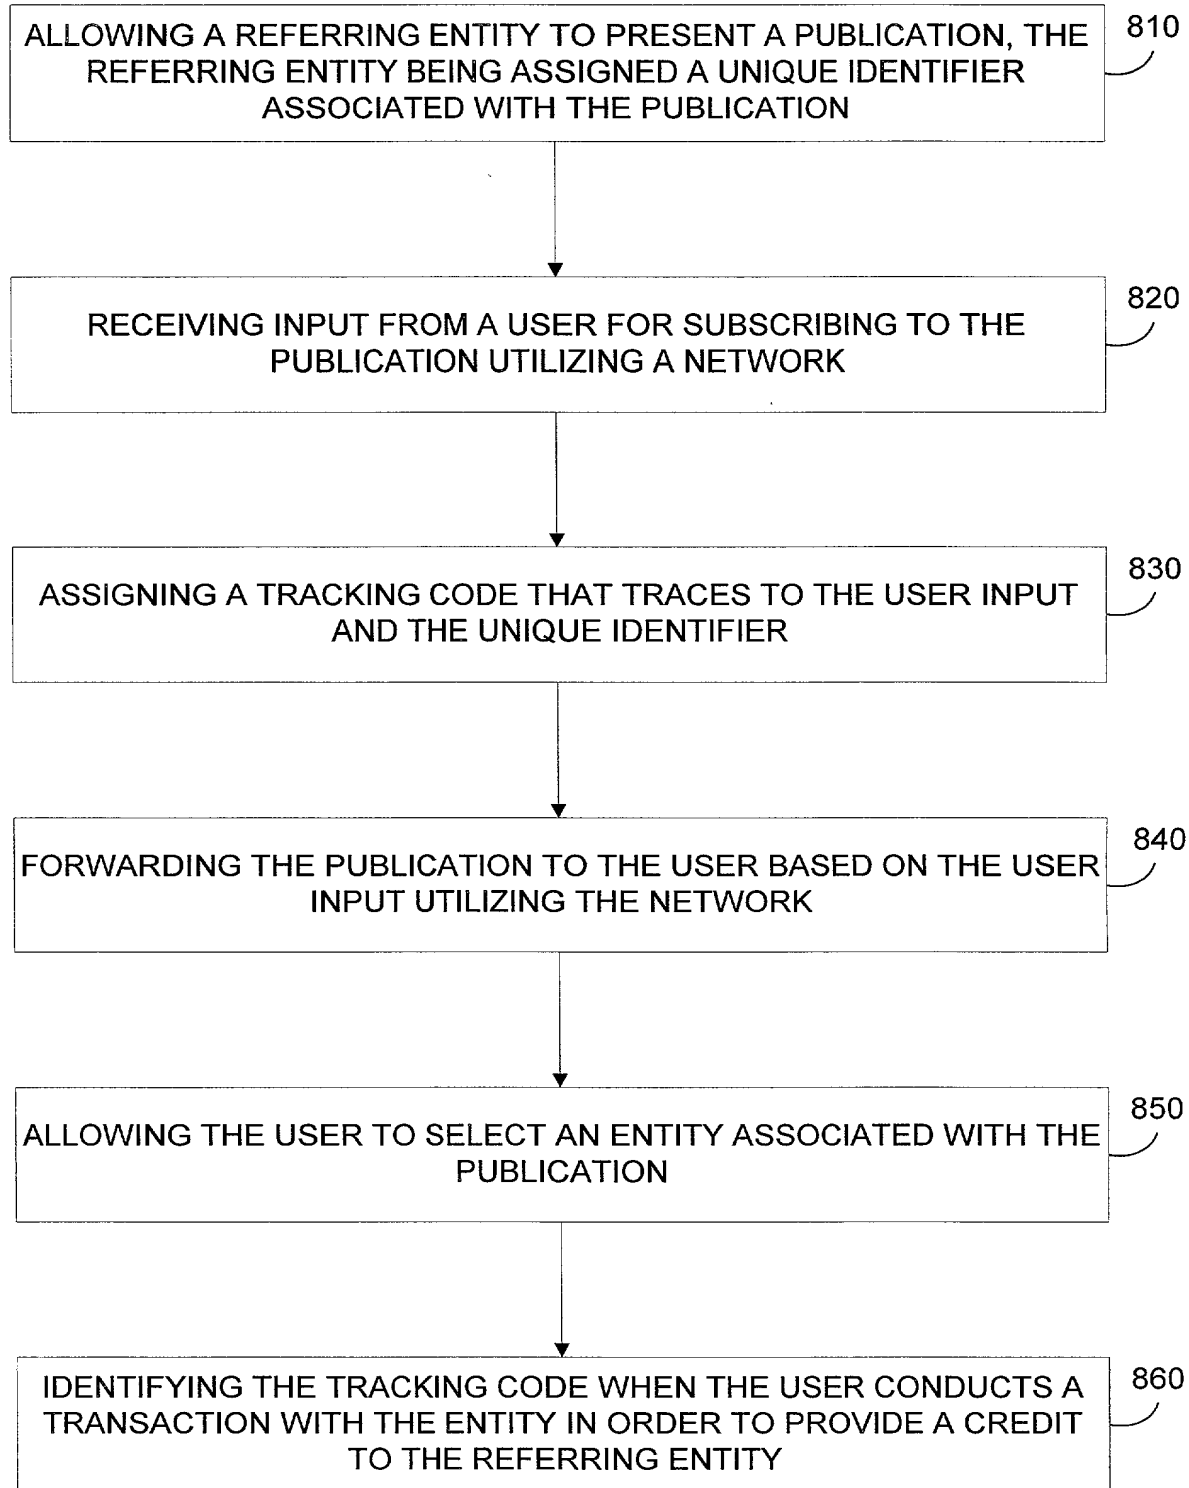 ALLOWING A REFERRING ENTITY TO PRESENT A PUBLICATION, THE
REFERRING ENTITY BEING ASSIGNED A UNIQUE IDENTIFIER
ASSOCIATED WITH THE PUBLICATION
810
RECEIVING INPUT FROM A USER FOR SUBSCRIBING TO THE
PUBLICATION UTILIZING A NETWORK
820
ASSIGNING A TRACKING CODE THAT TRACES TO THE USER INPUT
AND THE UNIQUE IDENTIFIER
830
FORWARDING THE PUBLICATION TO THE USER BASED ON THE USER
INPUT UTILIZING THE NETWORK
840
ALLOWING THE USER TO SELECT AN ENTITY ASSOCIATED WITH THE
PUBLICATION
850
IDENTIFYING THE TRACKING CODE WHEN THE USER CONDUCTS A
TRANSACTION WITH THE ENTITY IN ORDER TO PROVIDE A CREDIT
TO THE REFERRING ENTITY
860